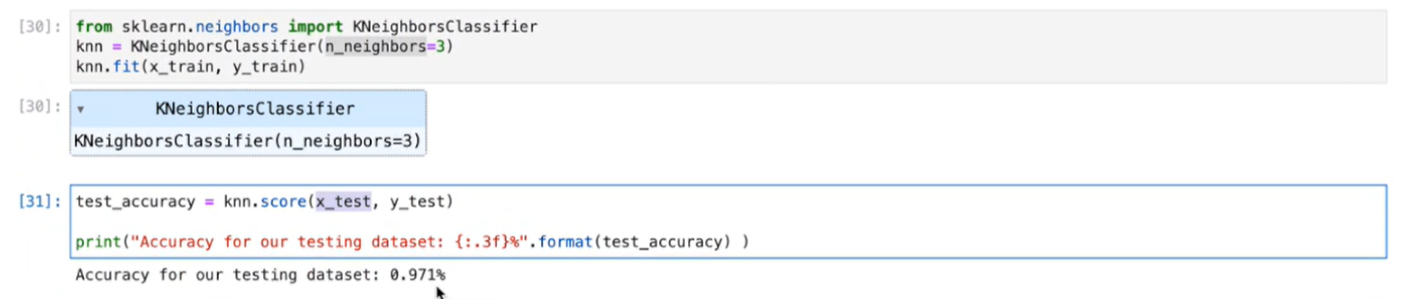 [30]: from sklearn.neighbors import KNeighborsClassifier
knn = KNeighborsClassifier(n_neighbors=3)
knn.fit(x_train, y_train)
[30]: ▾ KNeighborsClassifier
KNeighborsClassifier(n_neighbors=3)
[31]: test_accuracy = knn.score(x_test, y_test)
print("Accuracy for our testing dataset: {:.3f}%".format(test_accuracy) )
Accuracy for our testing dataset: 0.971%